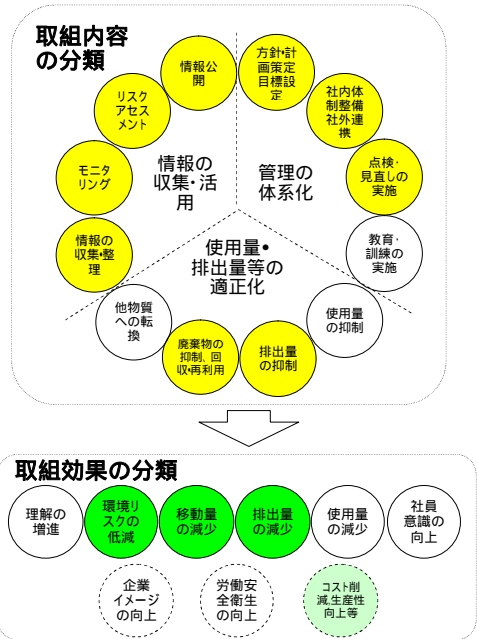 取組内容
の分類
情報公
開
方針・計
画策定
目標設
定
リスク
アセス
メント
社内体
制整備
社外連
携
モニタ
リング
情報の
収集・活
用
管理の
体系化
点検・
見直しの
実施
情報の
収集・整
理
使用量・
排出量等の
適正化
教育・
訓練の
実施
他物質
への転
換
使用量
の抑制
廃棄物の
抑制、回
収・再利用
排出量
の抑制
取組効果の分類
理解の
増進
環境リ
スクの
低減
移動量
の減少
排出量
の減少
使用量
の減少
社員
意識の
向上
企業
イメージ
の向上
労働安
全衛生
の向上
コスト削
減,生産性
向上等